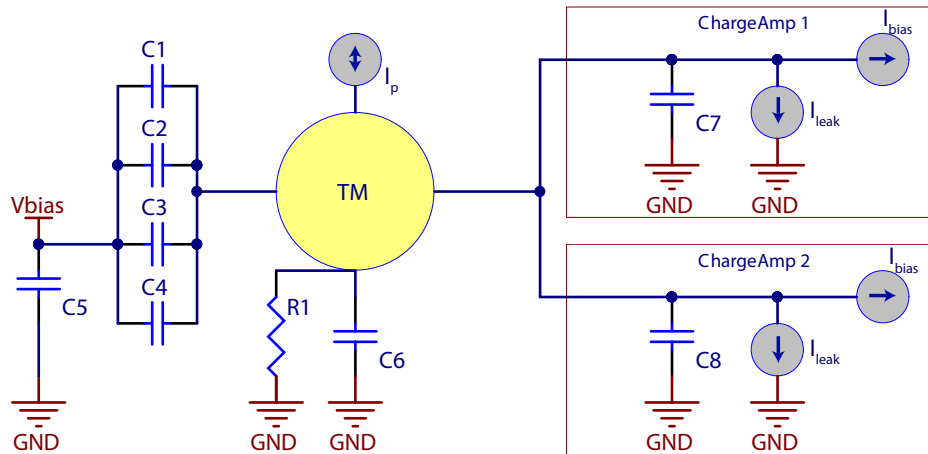 C1
C2
C3
C4
Vbias
C5
GND
I_p
TM
R1
GND
C6
GND
ChargeAmp 1
I_bias
C7
I_leak
GND
GND
ChargeAmp 2
I_bias
C8
I_leak
GND
GND